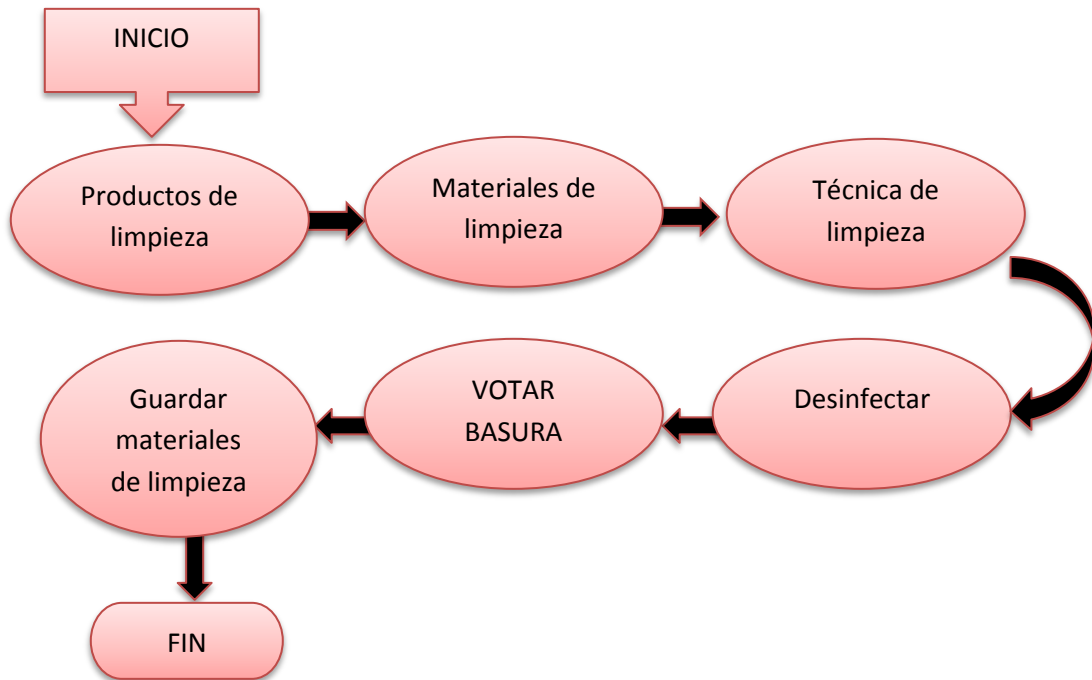 INICIO
Productos de
limpieza
Materiales de
limpieza
Técnica de
limpieza
Desinfectar
VOTAR
BASURA
Guardar
materiales
de limpieza
FIN